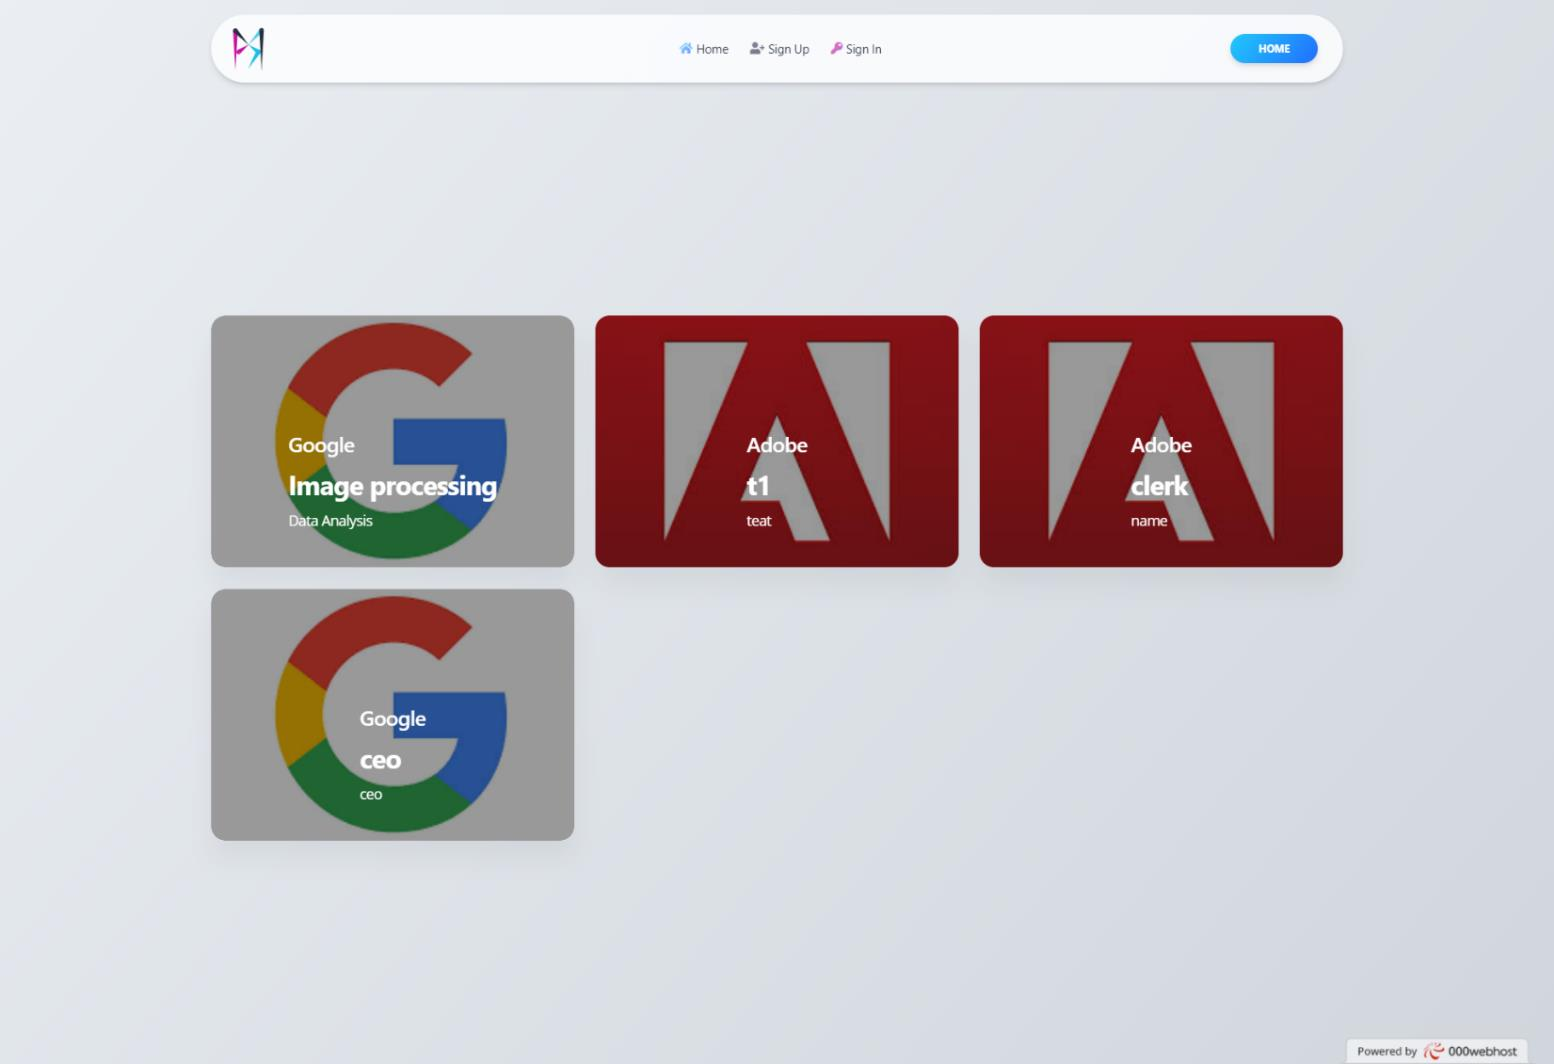 Home Sign Up Sign In HOME
Google
Image processing
Data Analysis
Adobe
t1
teat
Adobe
clerk
name
Google
ceo
ceo
Powered by 000webhost